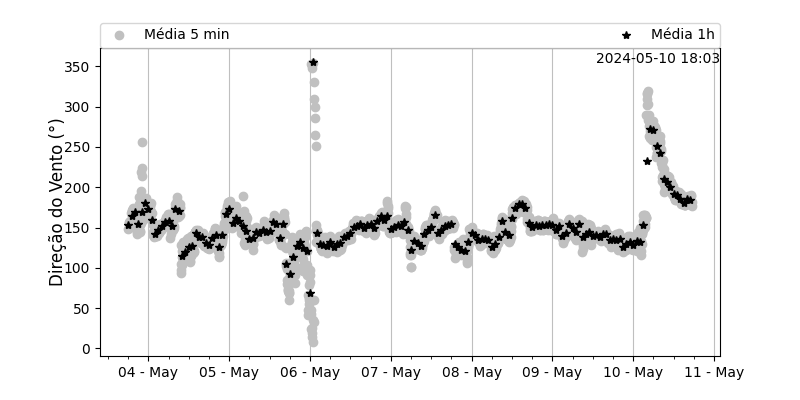 Média 5 min
Média 1h
2024-05-10 18:03
Direção do Vento (°)
350
300
250
200
150
100
50
0
04 - May
05 - May
06 - May
07 - May
08 - May
09 - May
10 - May
11 - May